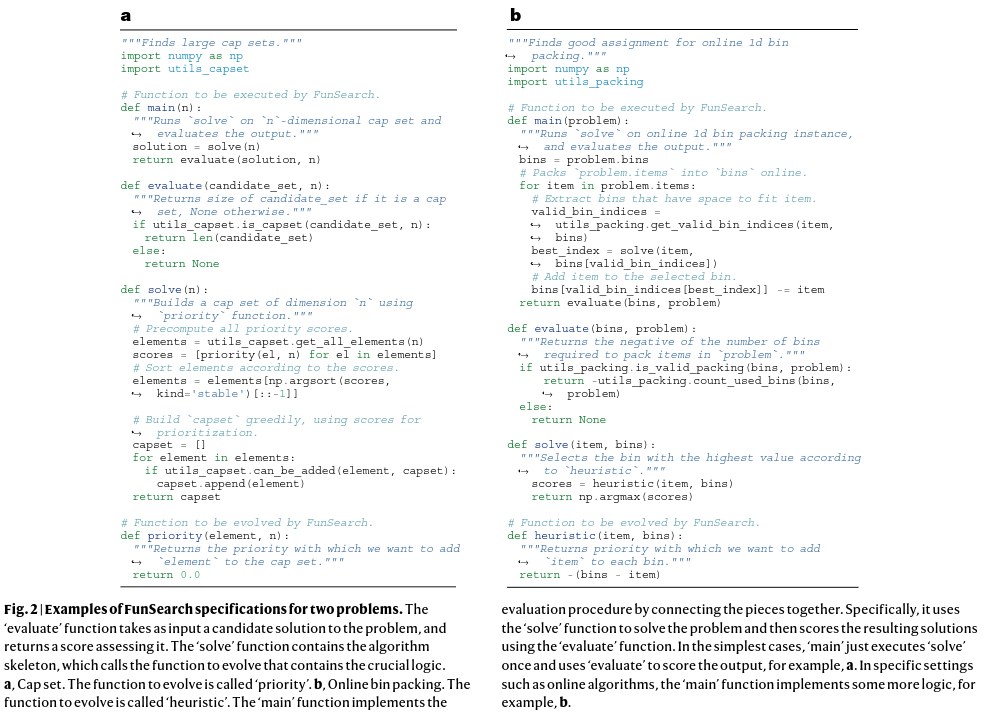 a
"""Finds large cap sets."""
import numpy as np
import utils_capset
# Function to be executed by FunSearch.
def main(n):
"""Runs `solve` on `n`-dimensional cap set and
↪ evaluates the output."""
solution = solve(n)
return evaluate(solution, n)
def evaluate(candidate_set, n):
"""Returns size of candidate_set if it is a cap
↪ set, None otherwise."""
if utils_capset.is_capset(candidate_set, n):
return len(candidate_set)
else:
return None
def solve(n):
"""Builds a cap set of dimension `n` using
↪ `priority` function."""
# Precompute all priority scores.
elements = utils_capset.get_all_elements(n)
scores = [priority(el, n) for el in elements]
# Sort elements according to the scores.
elements = elements[np.argsort(scores,
↪ kind='stable')[::-1]]
# Build `capset` greedily, using scores for
↪ prioritization.
capset = []
for element in elements:
if utils_capset.can_be_added(element, capset):
capset.append(element)
return capset
# Function to be evolved by FunSearch.
def priority(element, n):
"""Returns the priority with which we want to add
↪ `element` to the cap set."""
return 0.0
b
"""Finds good assignment for online 1d bin
↪ packing."""
import numpy as np
import utils_packing
# Function to be executed by FunSearch.
def main(problem):
"""Runs `solve` on online 1d bin packing instance,
↪ and evaluates the output."""
bins = problem.bins
# Packs `problem.items` into `bins` online.
for item in problem.items:
# Extract bins that have space to fit item.
valid_bin_indices =
↪ utils_packing.get_valid_bin_indices(item,
↪ bins)
best_index = solve(item,
↪ bins[valid_bin_indices])
# Add item to the selected bin.
bins[valid_bin_indices[best_index]] -= item
return evaluate(bins, problem)
def evaluate(bins, problem):
"""Returns the negative of the number of bins
↪ required to pack items in `problem`."""
if utils_packing.is_valid_packing(bins, problem):
return -utils_packing.count_used_bins(bins,
↪ problem)
else:
return None
def solve(item, bins):
"""Selects the bin with the highest value according
↪ to `heuristic`."""
scores = heuristic(item, bins)
return np.argmax(scores)
# Function to be evolved by FunSearch.
def heuristic(item, bins):
"""Returns priority with which we want to add
↪ `item` to each bin."""
return -(bins - item)
Fig. 2 | Examples of FunSearch specifications for two problems. The
'evaluate' function takes as input a candidate solution to the problem, and
returns a score assessing it. The 'solve' function contains the algorithm
skeleton, which calls the function to evolve that contains the crucial logic.
a, Cap set. The function to evolve is called 'priority'. b, Online bin packing. The
function to evolve is called 'heuristic'. The 'main' function implements the
evaluation procedure by connecting the pieces together. Specifically, it uses
the 'solve' function to solve the problem and then scores the resulting solutions
using the 'evaluate' function. In the simplest cases, 'main' just executes 'solve'
once and uses 'evaluate' to score the output, for example, a. In specific settings
such as online algorithms, the 'main' function implements some more logic, for
example, b.